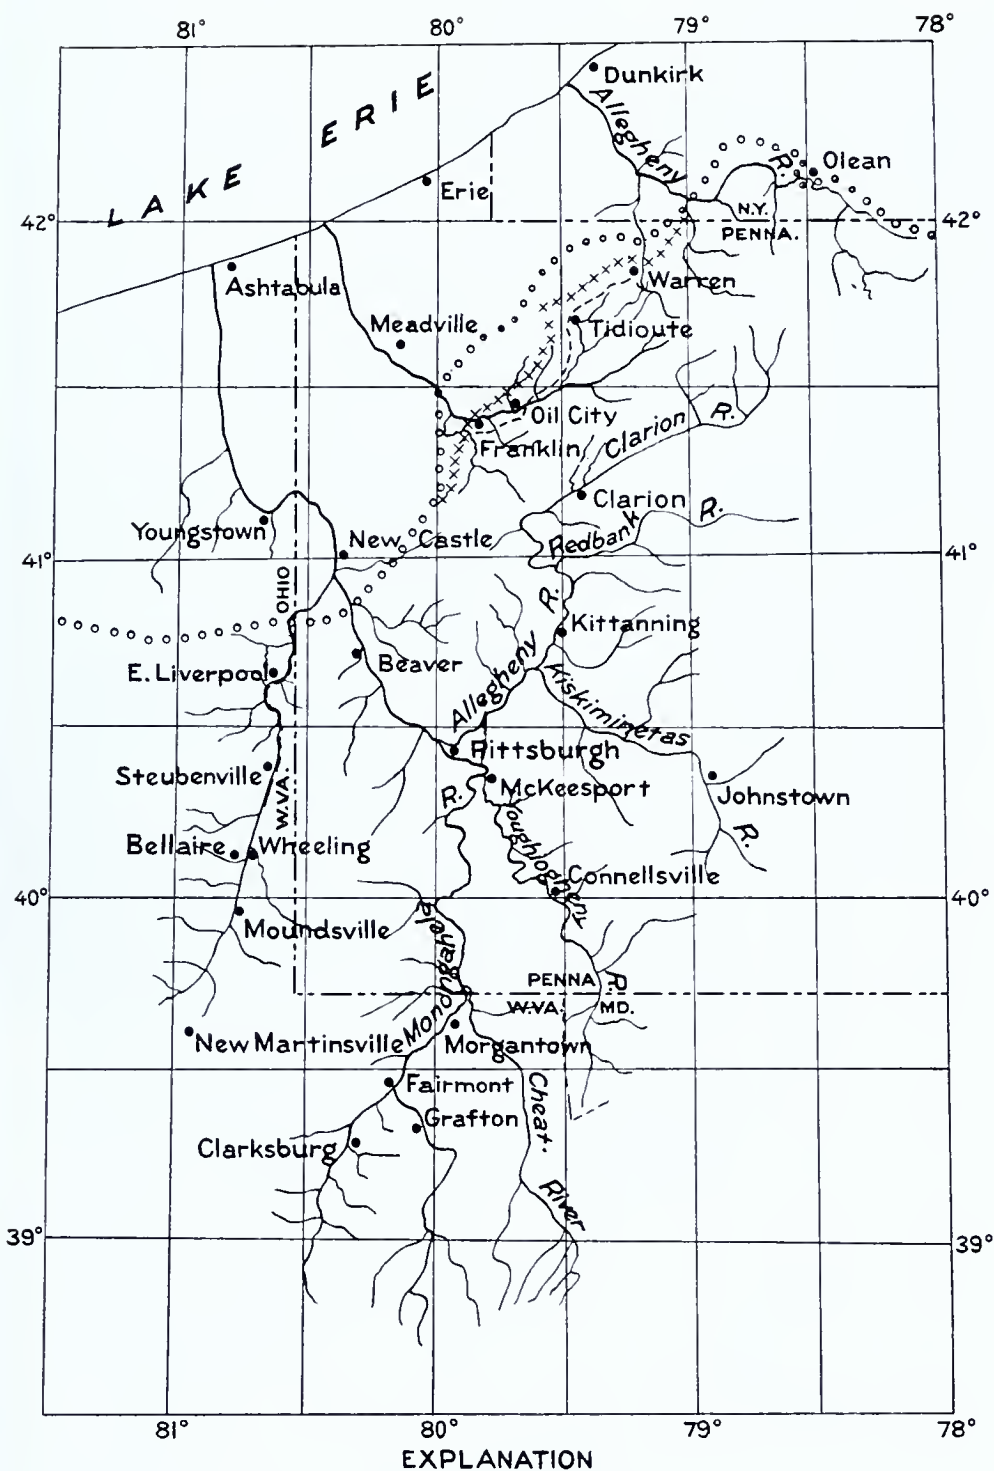 81° 80° 79° 78°
LAKE ERIE
Dunkirk
Allegheny R.
Olean
Erie
N.Y.
42° 42°
PENNA.
Ashtabula
Warren
Meadville
Tidioute
Oil City
Clarion R.
Franklin
Clarion
Youngstown
New Castle
Redbank R.
41° 41°
OHIO
R.
Kittanning
E. Liverpool
Beaver
Allegheny
Kiskiminetas
Pittsburgh
Steubenville
W.VA.
R.
McKeesport
Johnstown
R.
Bellaire
Wheeling
Youghiogheny
Connellsville
40° 40°
Moundsville
Monongahela
PENNA
R.
W.VA. MD.
New Martinsville
Morgantown
Fairmont
Cheat.
Grafton
Clarksburg
River
39° 39°
81° 80° 79° 78°
EXPLANATION